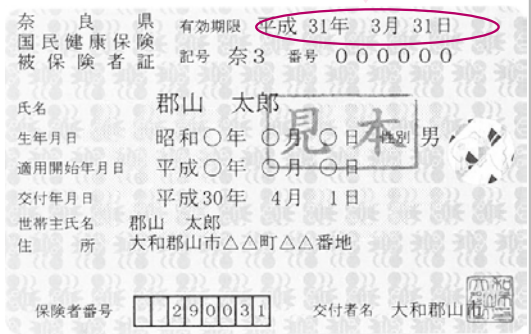 奈良県 有効期限 平成31年 3月31日
国民健康保険
被保険者証 記号 奈3 番号 000000
見本
氏名 郡山 太郎
生年月日 昭和○年 ○月 ○日 性別 男
適用開始年月日 平成○年 ○月 ○日
交付年月日 平成30年 4月 1日
世帯主氏名 郡山 太郎
住所 大和郡山市△△町△△番地
保険者番号 290031 交付者名 大和郡山市